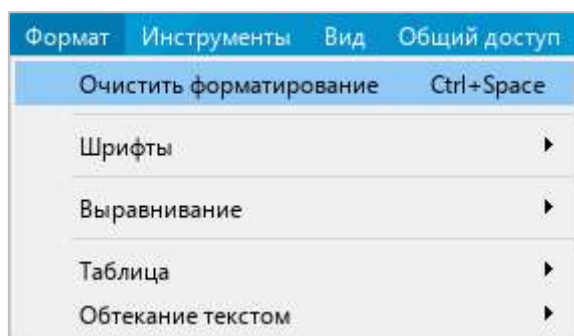 Формат Инструменты Вид Общий доступ
Очистить форматирование Ctrl+Space
Шрифты
Выравнивание
Таблица
Обтекание текстом